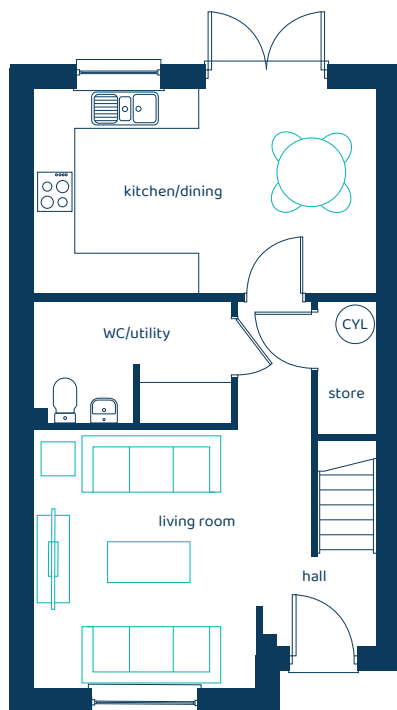 kitchen/dining
WC/utility
CYL
store
living room
hall